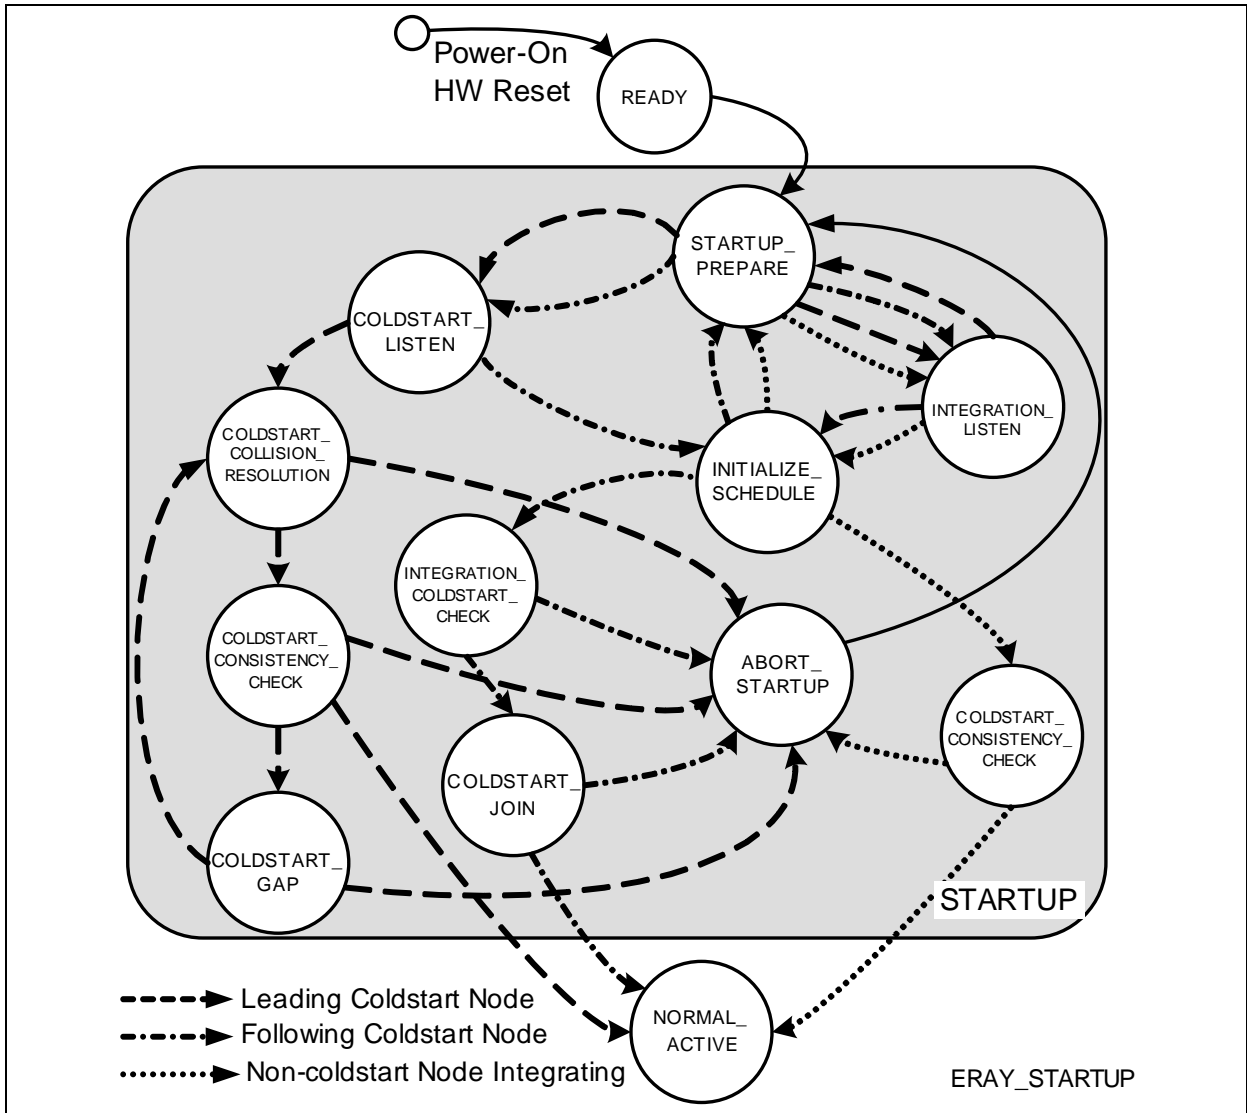 Power-On
HW Reset
READY
STARTUP_
PREPARE
COLDSTART_
LISTEN
INTEGRATION_
LISTEN
COLDSTART_
COLLISION_
RESOLUTION
INITIALIZE_
SCHEDULE
INTEGRATION_
COLDSTART_
CHECK
COLDSTART_
CONSISTENCY_
CHECK
ABORT_
STARTUP
COLDSTART_
CONSISTENCY_
CHECK
COLDSTART_
JOIN
COLDSTART_
GAP
STARTUP
Leading Coldstart Node
Following Coldstart Node
Non-coldstart Node Integrating
NORMAL_
ACTIVE
ERAY_STARTUP